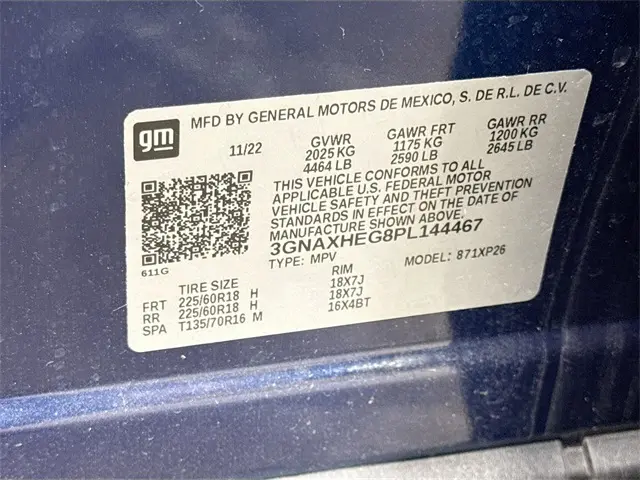 gm
MFD BY GENERAL MOTORS DE MEXICO, S. DE R.L. DE C.V.
11/22 GVWR GAWR FRT GAWR RR
2025 KG 1175 KG 1200 KG
4464 LB 2590 LB 2645 LB
THIS VEHICLE CONFORMS TO ALL
APPLICABLE U.S. FEDERAL MOTOR
VEHICLE SAFETY AND THEFT PREVENTION
STANDARDS IN EFFECT ON THE DATE OF
MANUFACTURE SHOWN ABOVE.
3GNAXHEG8PL144467
611G
TYPE: MPV MODEL: 871XP26
TIRE SIZE RIM
FRT 225/60R18 H 18X7J
RR 225/60R18 H 18X7J
SPA T135/70R16 M 16X4BT